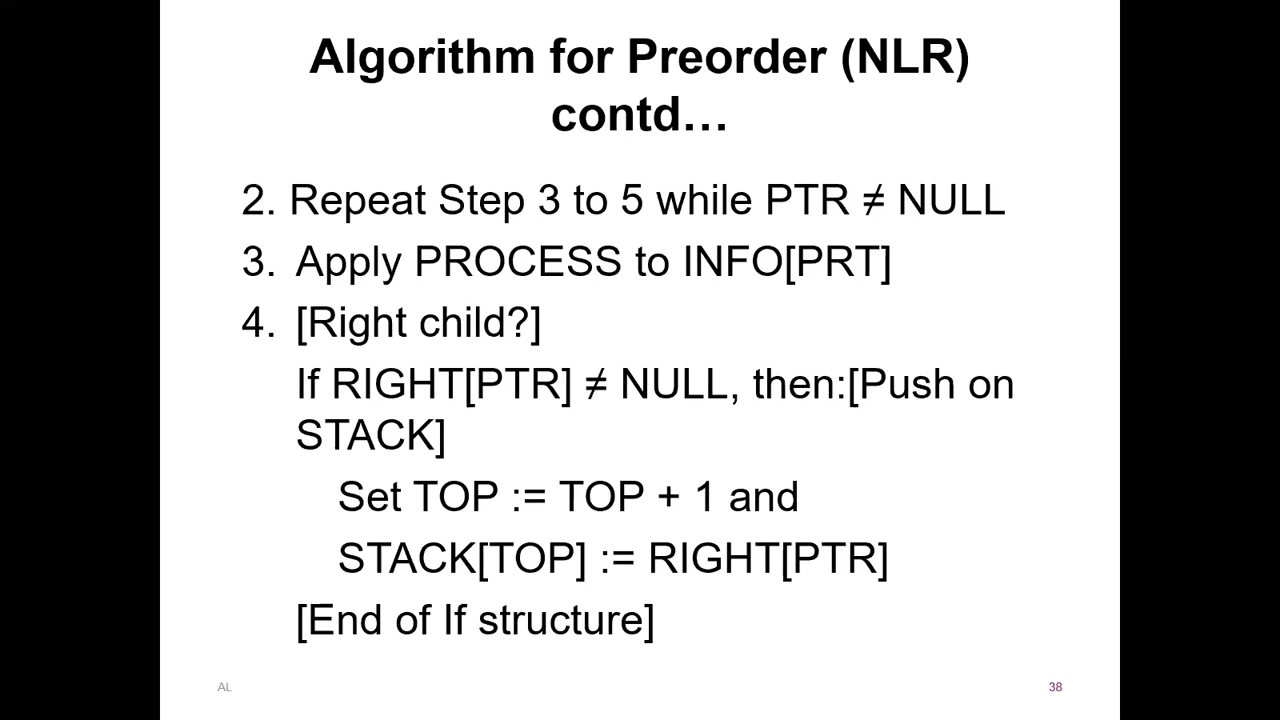 Algorithm for Preorder (NLR)
contd…
2. Repeat Step 3 to 5 while PTR ≠ NULL
3. Apply PROCESS to INFO[PRT]
4. [Right child?]
If RIGHT[PTR] ≠ NULL, then:[Push on
STACK]
Set TOP := TOP + 1 and
STACK[TOP] := RIGHT[PTR]
[End of If structure]
AL
38